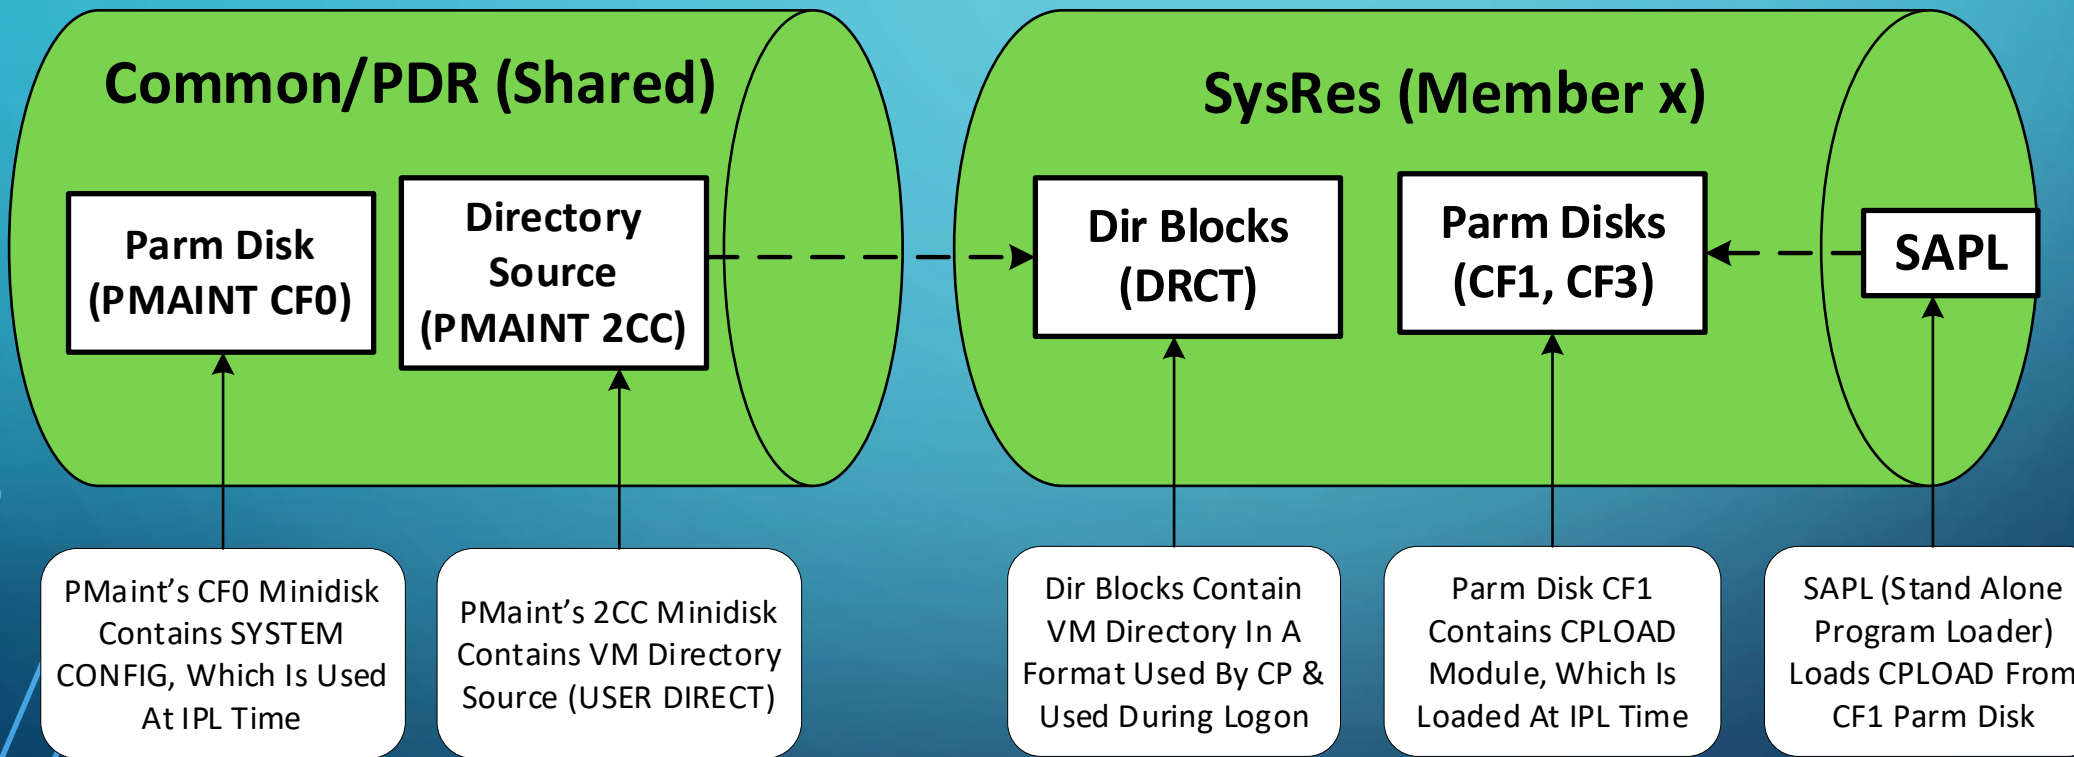 Common/PDR (Shared)
Parm Disk
(PMAINT CF0)
Directory
Source
(PMAINT 2CC)
SysRes (Member x)
Dir Blocks
(DRCT)
Parm Disks
(CF1, CF3)
SAPL
PMaint’s CF0 Minidisk
Contains SYSTEM
CONFIG, Which Is Used
At IPL Time
PMaint’s 2CC Minidisk
Contains VM Directory
Source (USER DIRECT)
Dir Blocks Contain
VM Directory In A
Format Used By CP &
Used During Logon
Parm Disk CF1
Contains CPLOAD
Module, Which Is
Loaded At IPL Time
SAPL (Stand Alone
Program Loader)
Loads CPLOAD From
CF1 Parm Disk